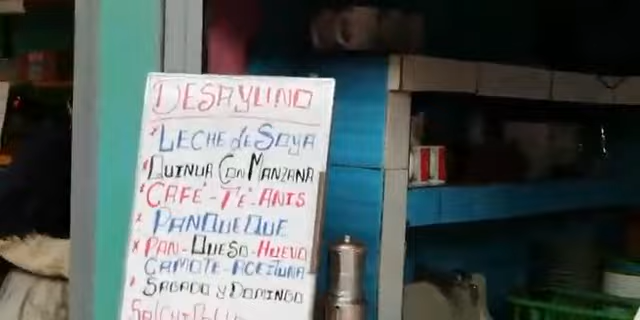 DESAYUNO
*LECHE de SOYA
*QUINUA CON MANZANA
*CAFÉ-TÉ-ANIS
*PANQUEQUE
*PAN-QUESO-HUEVO
CAMOTE-ACEITUNA
*SABADO y DOMINGO